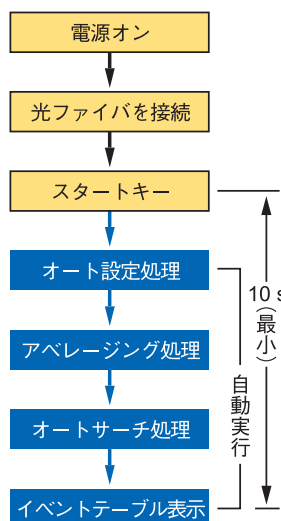 電源オン
光ファイバを接続
スタートキー
オート設定処理
アベレージング処理
オートサーチ処理
イベントテーブル表示
10 s
(最小)
自動実行